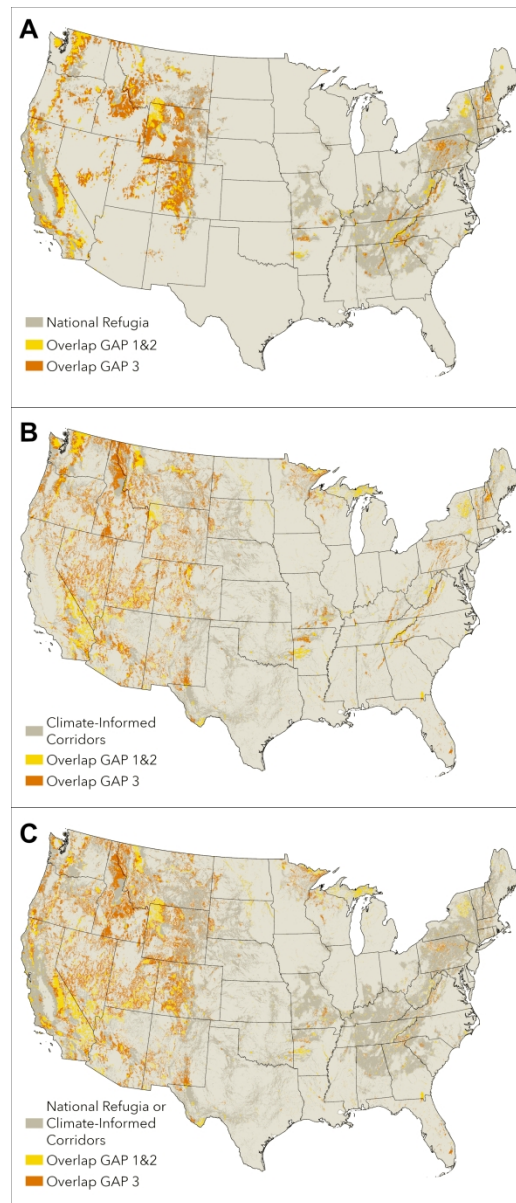 A
National Refugia
Overlap GAP 1&2
Overlap GAP 3
B
Climate-Informed
Corridors
Overlap GAP 1&2
Overlap GAP 3
C
National Refugia or
Climate-Informed
Corridors
Overlap GAP 1&2
Overlap GAP 3